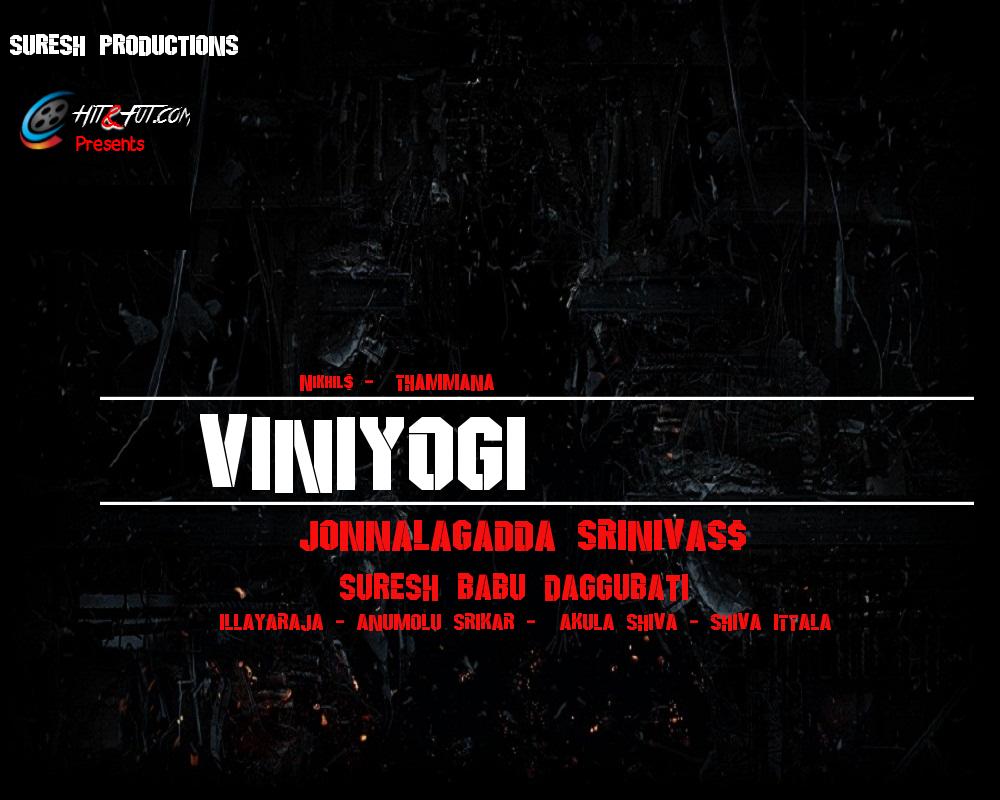 SURESH PRODUCTIONS
HIT&FUT.COM
Presents
NIKHIL$ - THAMMANA
VINIYOGI
JONNALAGADDA SRINIVAS$
SURESH BABU DAGGUBATI
ILLAYARAJA - ANUMOLU SRIKAR - AKULA SHIVA - SHIVA ITTALA